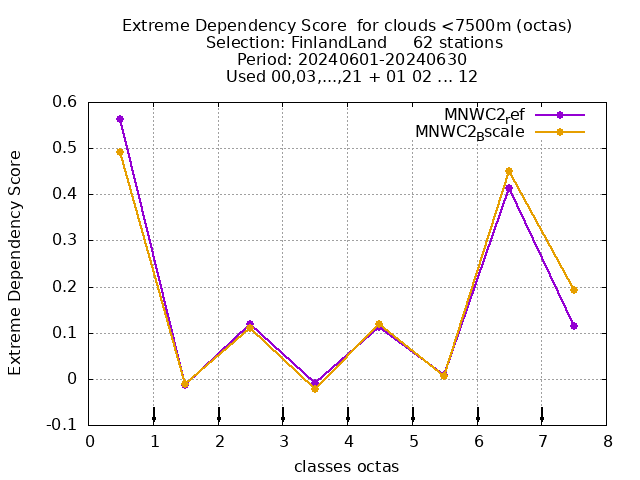 Extreme Dependency Score  for clouds <7500m (octas)
Selection: FinlandLand     62 stations
Period: 20240601-20240630
Used 00,03,...,21 + 01 02 ... 12
MNWC2ref
MNWC2Bscale
Extreme Dependency Score
0.6
0.5
0.4
0.3
0.2
0.1
0
-0.1
0 1 2 3 4 5 6 7 8
classes octas